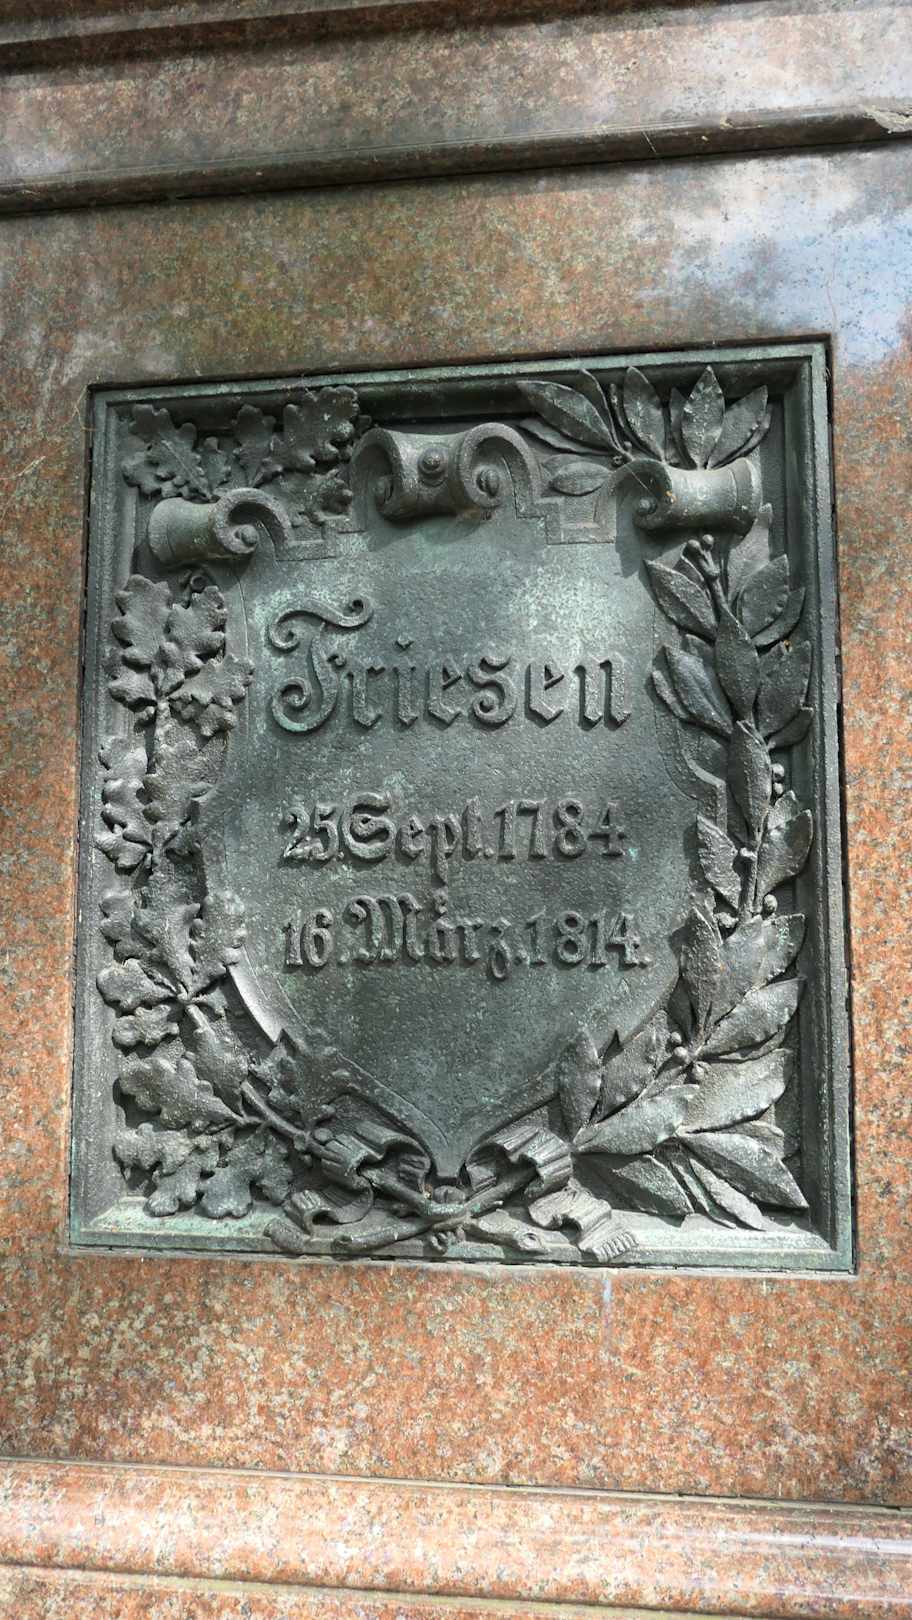 Friesen
25 Sept. 1784
16. März. 1814.